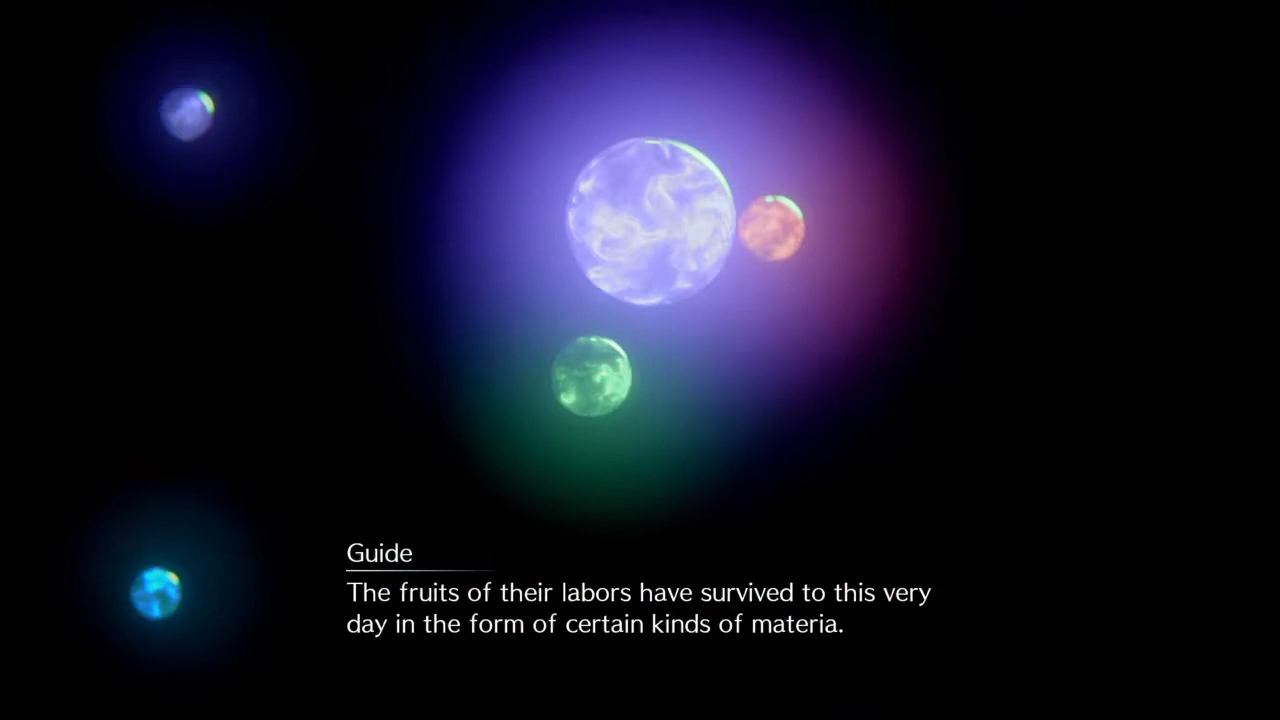 Guide
The fruits of their labors have survived to this very
day in the form of certain kinds of materia.